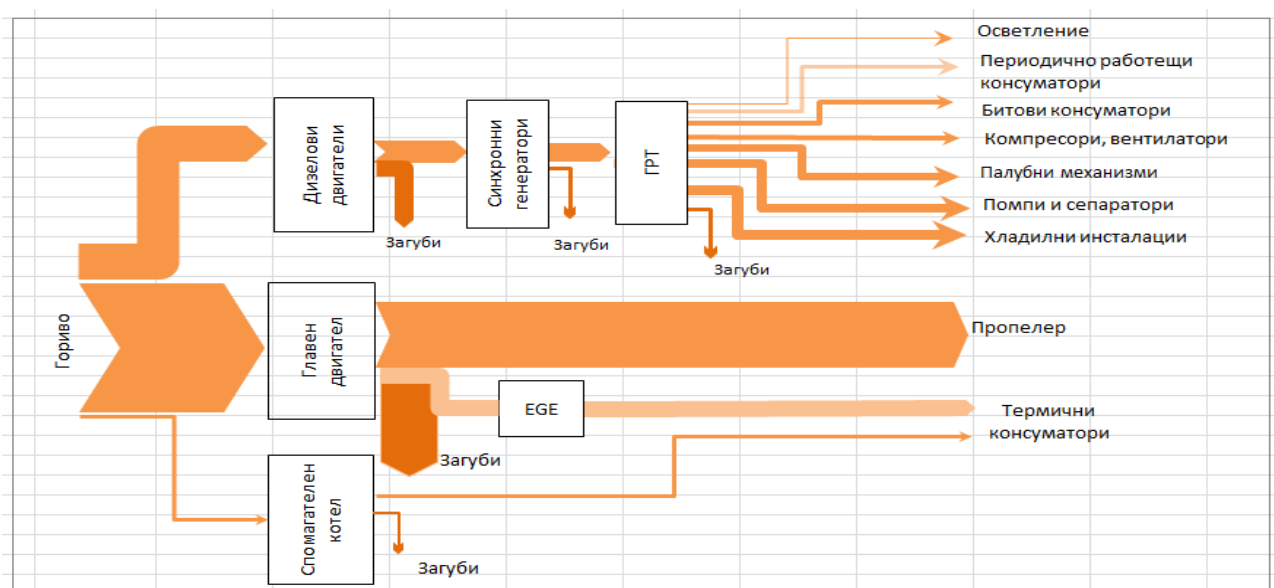 Осветление
Периодично работещи
консуматори
Битови консуматори
Компресори, вентилатори
Палубни механизми
Помпи и сепаратори
Хладилни инсталации
Дизелови
двигатели
Синхронни
генератори
ГРТ
Загуби
Загуби
Загуби
Гориво
Главен
двигател
Пропелер
EGE
Термични
консуматори
Загуби
Спомагателен
котел
Загуби